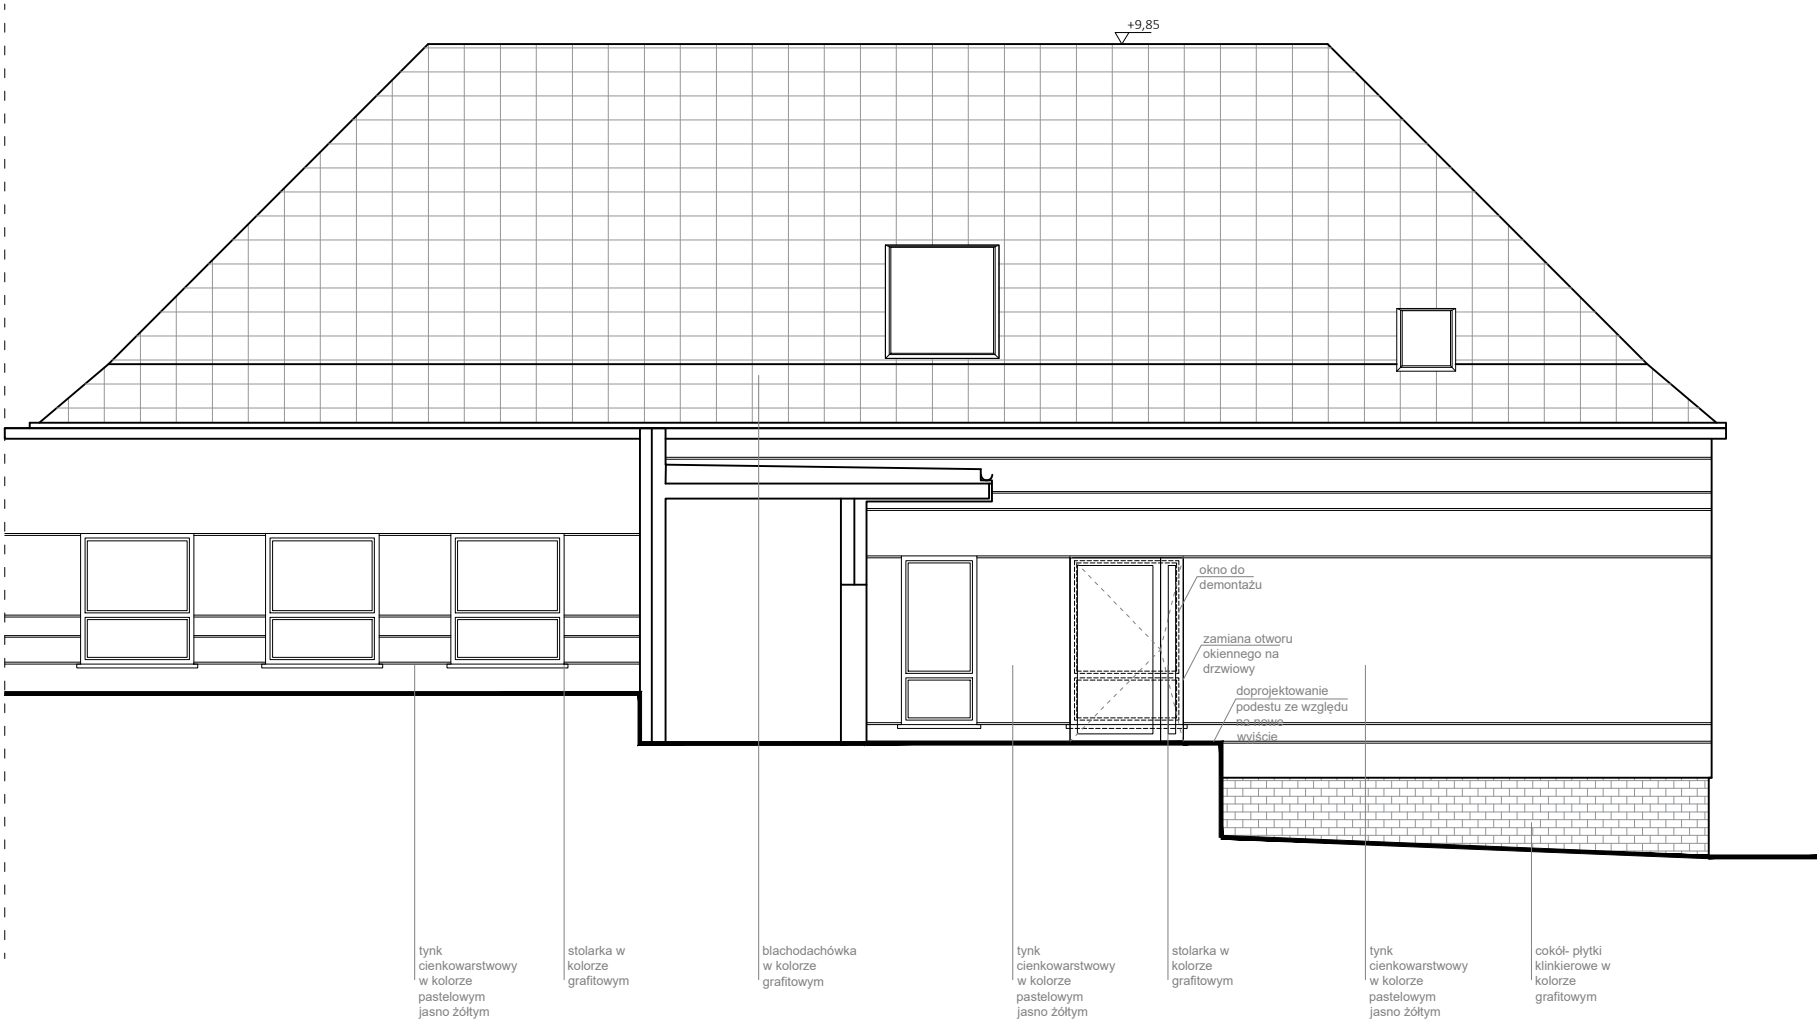 +9,85
okno do
demontażu
zamiana otworu
okiennego na
drzwiowy
doprojektowanie
podestu ze względu
na nowe
wyjście
tynk
cienkowarstwowy
w kolorze
pastelowym
jasno żółtym
stolarka w
kolorze
grafitowym
blachodachówka
w kolorze
grafitowym
tynk
cienkowarstwowy
w kolorze
pastelowym
jasno żółtym
stolarka w
kolorze
grafitowym
tynk
cienkowarstwowy
w kolorze
pastelowym
jasno żółtym
cokół- płytki
klinkierowe w
kolorze
grafitowym